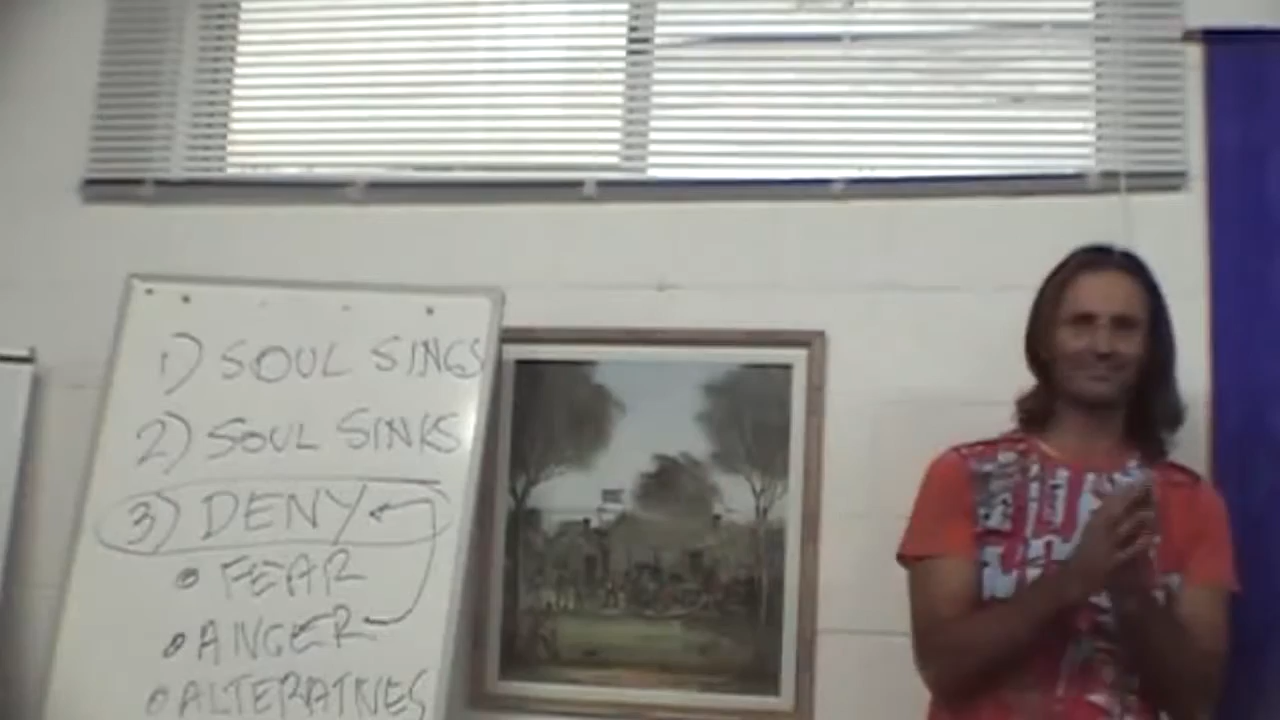 1) SOUL SINGS
2) SOUL SINKS
3) DENY
• FEAR
• ANGER
• ALTERATIVES